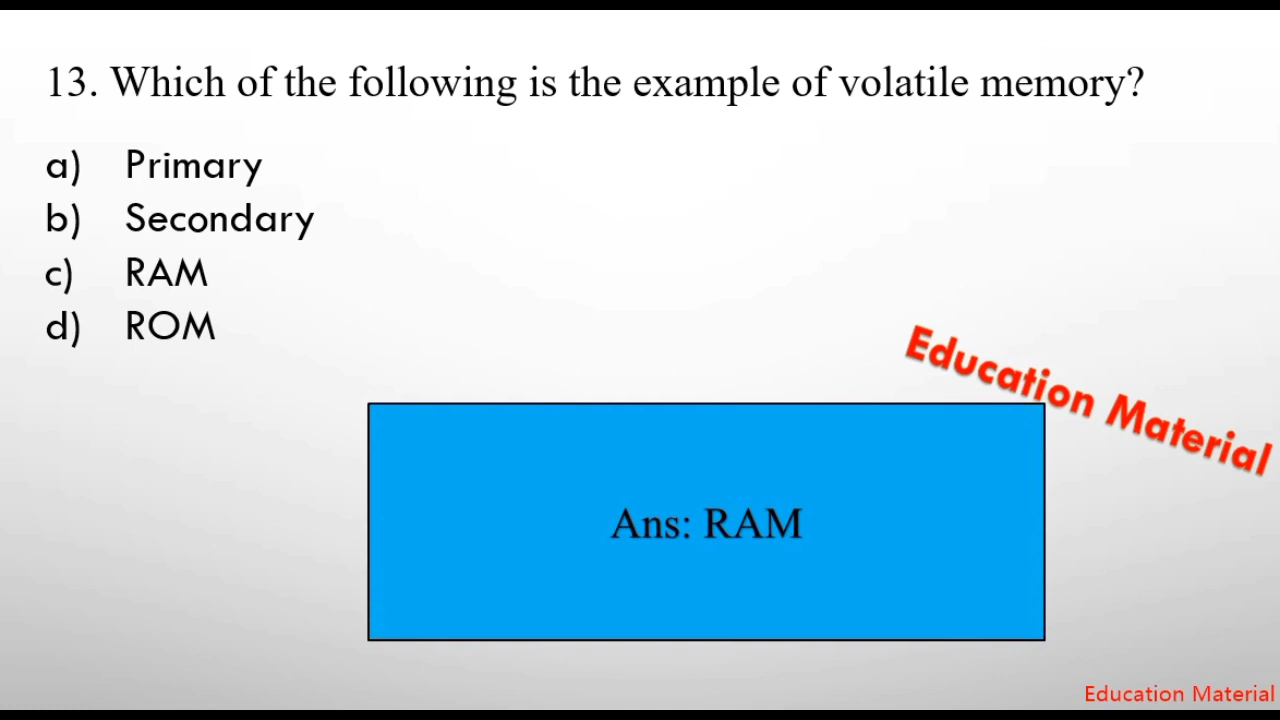 13. Which of the following is the example of volatile memory?
a) Primary
b) Secondary
c) RAM
d) ROM
Education Material
Ans: RAM
Education Material